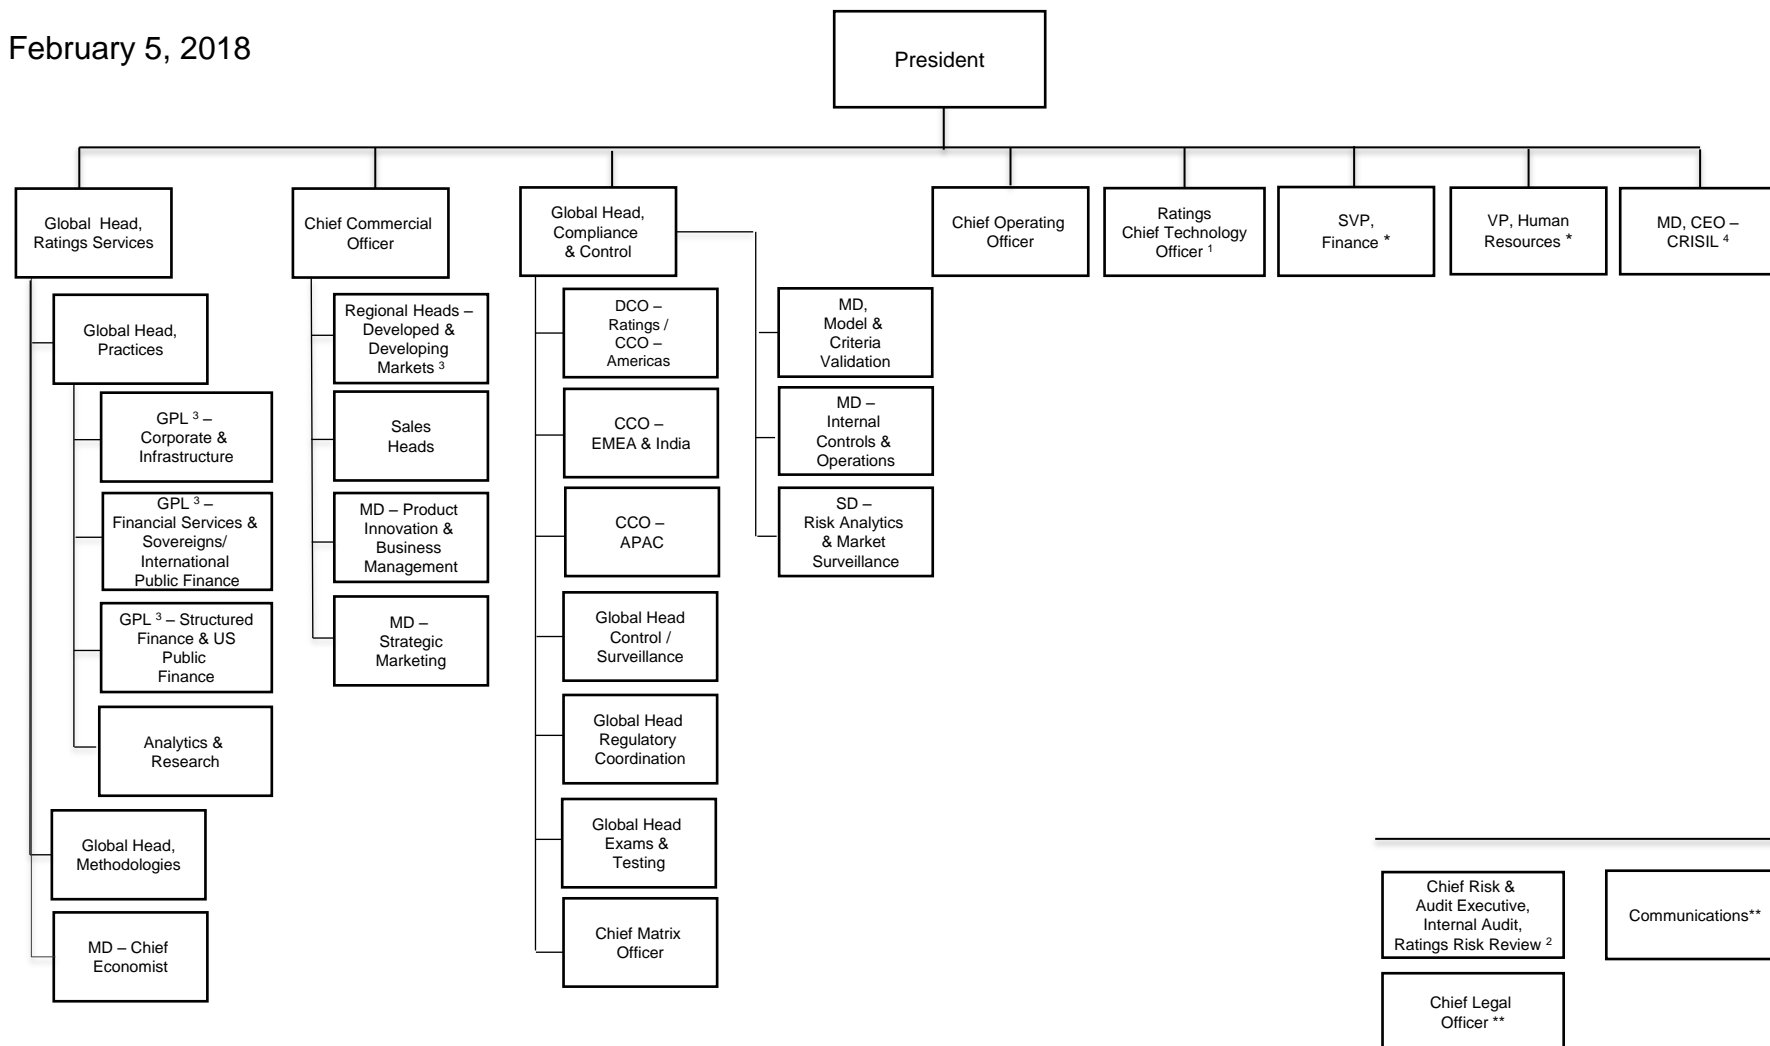 February 5, 2018
President
Global Head,
Ratings Services
Chief Commercial
Officer
Global Head,
Compliance
& Control
Chief Operating
Officer
Ratings
Chief Technology
Officer ¹
SVP,
Finance *
VP, Human
Resources *
MD, CEO –
CRISIL ⁴
Global Head,
Practices
GPL ³ –
Corporate &
Infrastructure
GPL ³ –
Financial Services &
Sovereigns/
International
Public Finance
GPL ³ – Structured
Finance & US
Public
Finance
Analytics &
Research
Global Head,
Methodologies
MD – Chief
Economist
Regional Heads –
Developed &
Developing
Markets ³
Sales
Heads
MD – Product
Innovation &
Business
Management
MD –
Strategic
Marketing
DCO –
Ratings /
CCO –
Americas
CCO –
EMEA & India
CCO –
APAC
Global Head
Control /
Surveillance
Global Head
Regulatory
Coordination
Global Head
Exams &
Testing
Chief Matrix
Officer
MD,
Model &
Criteria
Validation
MD –
Internal
Controls &
Operations
SD –
Risk Analytics
& Market
Surveillance
Chief Risk &
Audit Executive,
Internal Audit,
Ratings Risk Review ²
Communications**
Chief Legal
Officer **